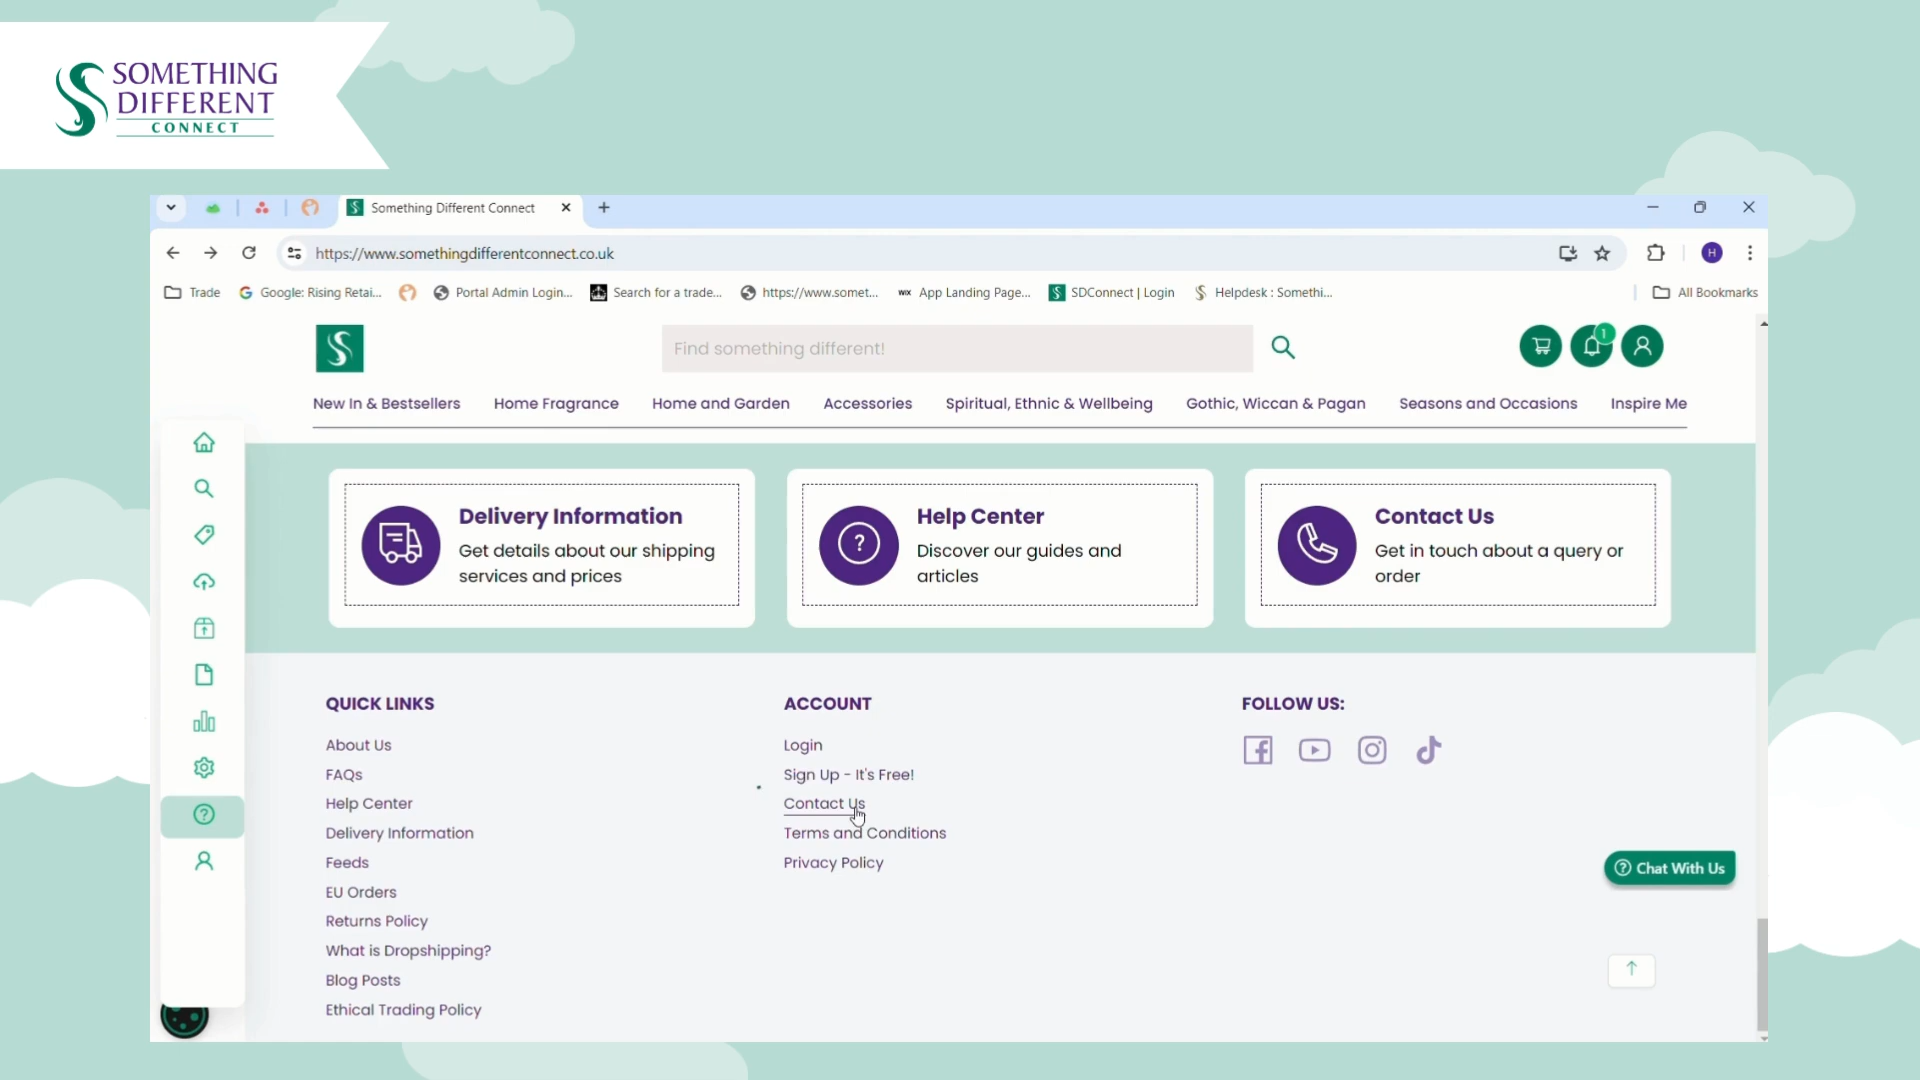 SOMETHING
DIFFERENT
CONNECT
Something Different Connect
https://www.somethingdifferentconnect.co.uk
H
Trade
Google: Rising Retai...
Portal Admin Login...
Search for a trade...
https://www.somet...
WIX App Landing Page...
SDConnect | Login
Helpdesk : Somethi...
All Bookmarks
Find something different!
1
New In & Bestsellers
Home Fragrance
Home and Garden
Accessories
Spiritual, Ethnic & Wellbeing
Gothic, Wiccan & Pagan
Seasons and Occasions
Inspire Me
Delivery Information
Get details about our shipping
services and prices
Help Center
Discover our guides and
articles
Contact Us
Get in touch about a query or
order
QUICK LINKS
About Us
FAQs
Help Center
Delivery Information
Feeds
EU Orders
Returns Policy
What is Dropshipping?
Blog Posts
Ethical Trading Policy
ACCOUNT
Login
Sign Up - It's Free!
Contact Us
Terms and Conditions
Privacy Policy
FOLLOW US:
Chat With Us